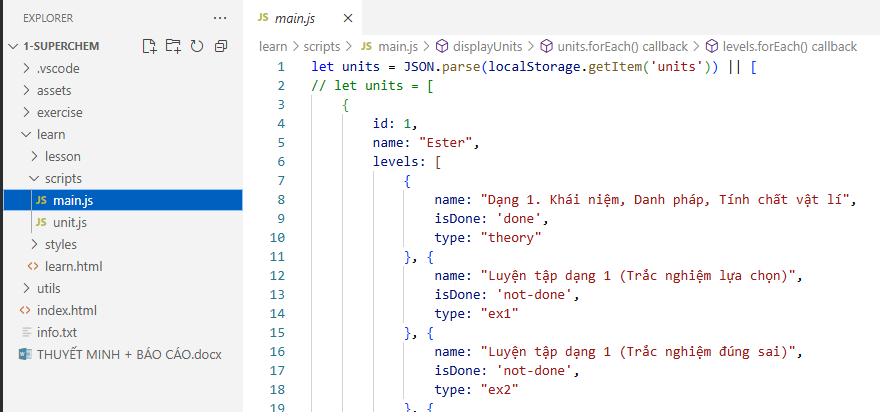 EXPLORER ...
1-SUPERCHEM
.vscode
assets
exercise
learn
lesson
scripts
JS main.js
JS unit.js
styles
<> learn.html
utils
<> index.html
info.txt
THUYẾT MINH + BÁO CÁO.docx
JS main.js ×
learn > scripts > JS main.js > displayUnits > units.forEach() callback > levels.forEach() callback
1 let units = JSON.parse(localStorage.getItem('units')) || [
2 // let units = [
3 {
4 id: 1,
5 name: "Ester",
6 levels: [
7 {
8 name: "Dạng 1. Khái niệm, Danh pháp, Tính chất vật lí",
9 isDone: 'done',
10 type: "theory"
11 }, {
12 name: "Luyện tập dạng 1 (Trắc nghiệm lựa chọn)",
13 isDone: 'not-done',
14 type: "ex1"
15 }, {
16 name: "Luyện tập dạng 1 (Trắc nghiệm đúng sai)",
17 isDone: 'not-done',
18 type: "ex2"
19 }, {